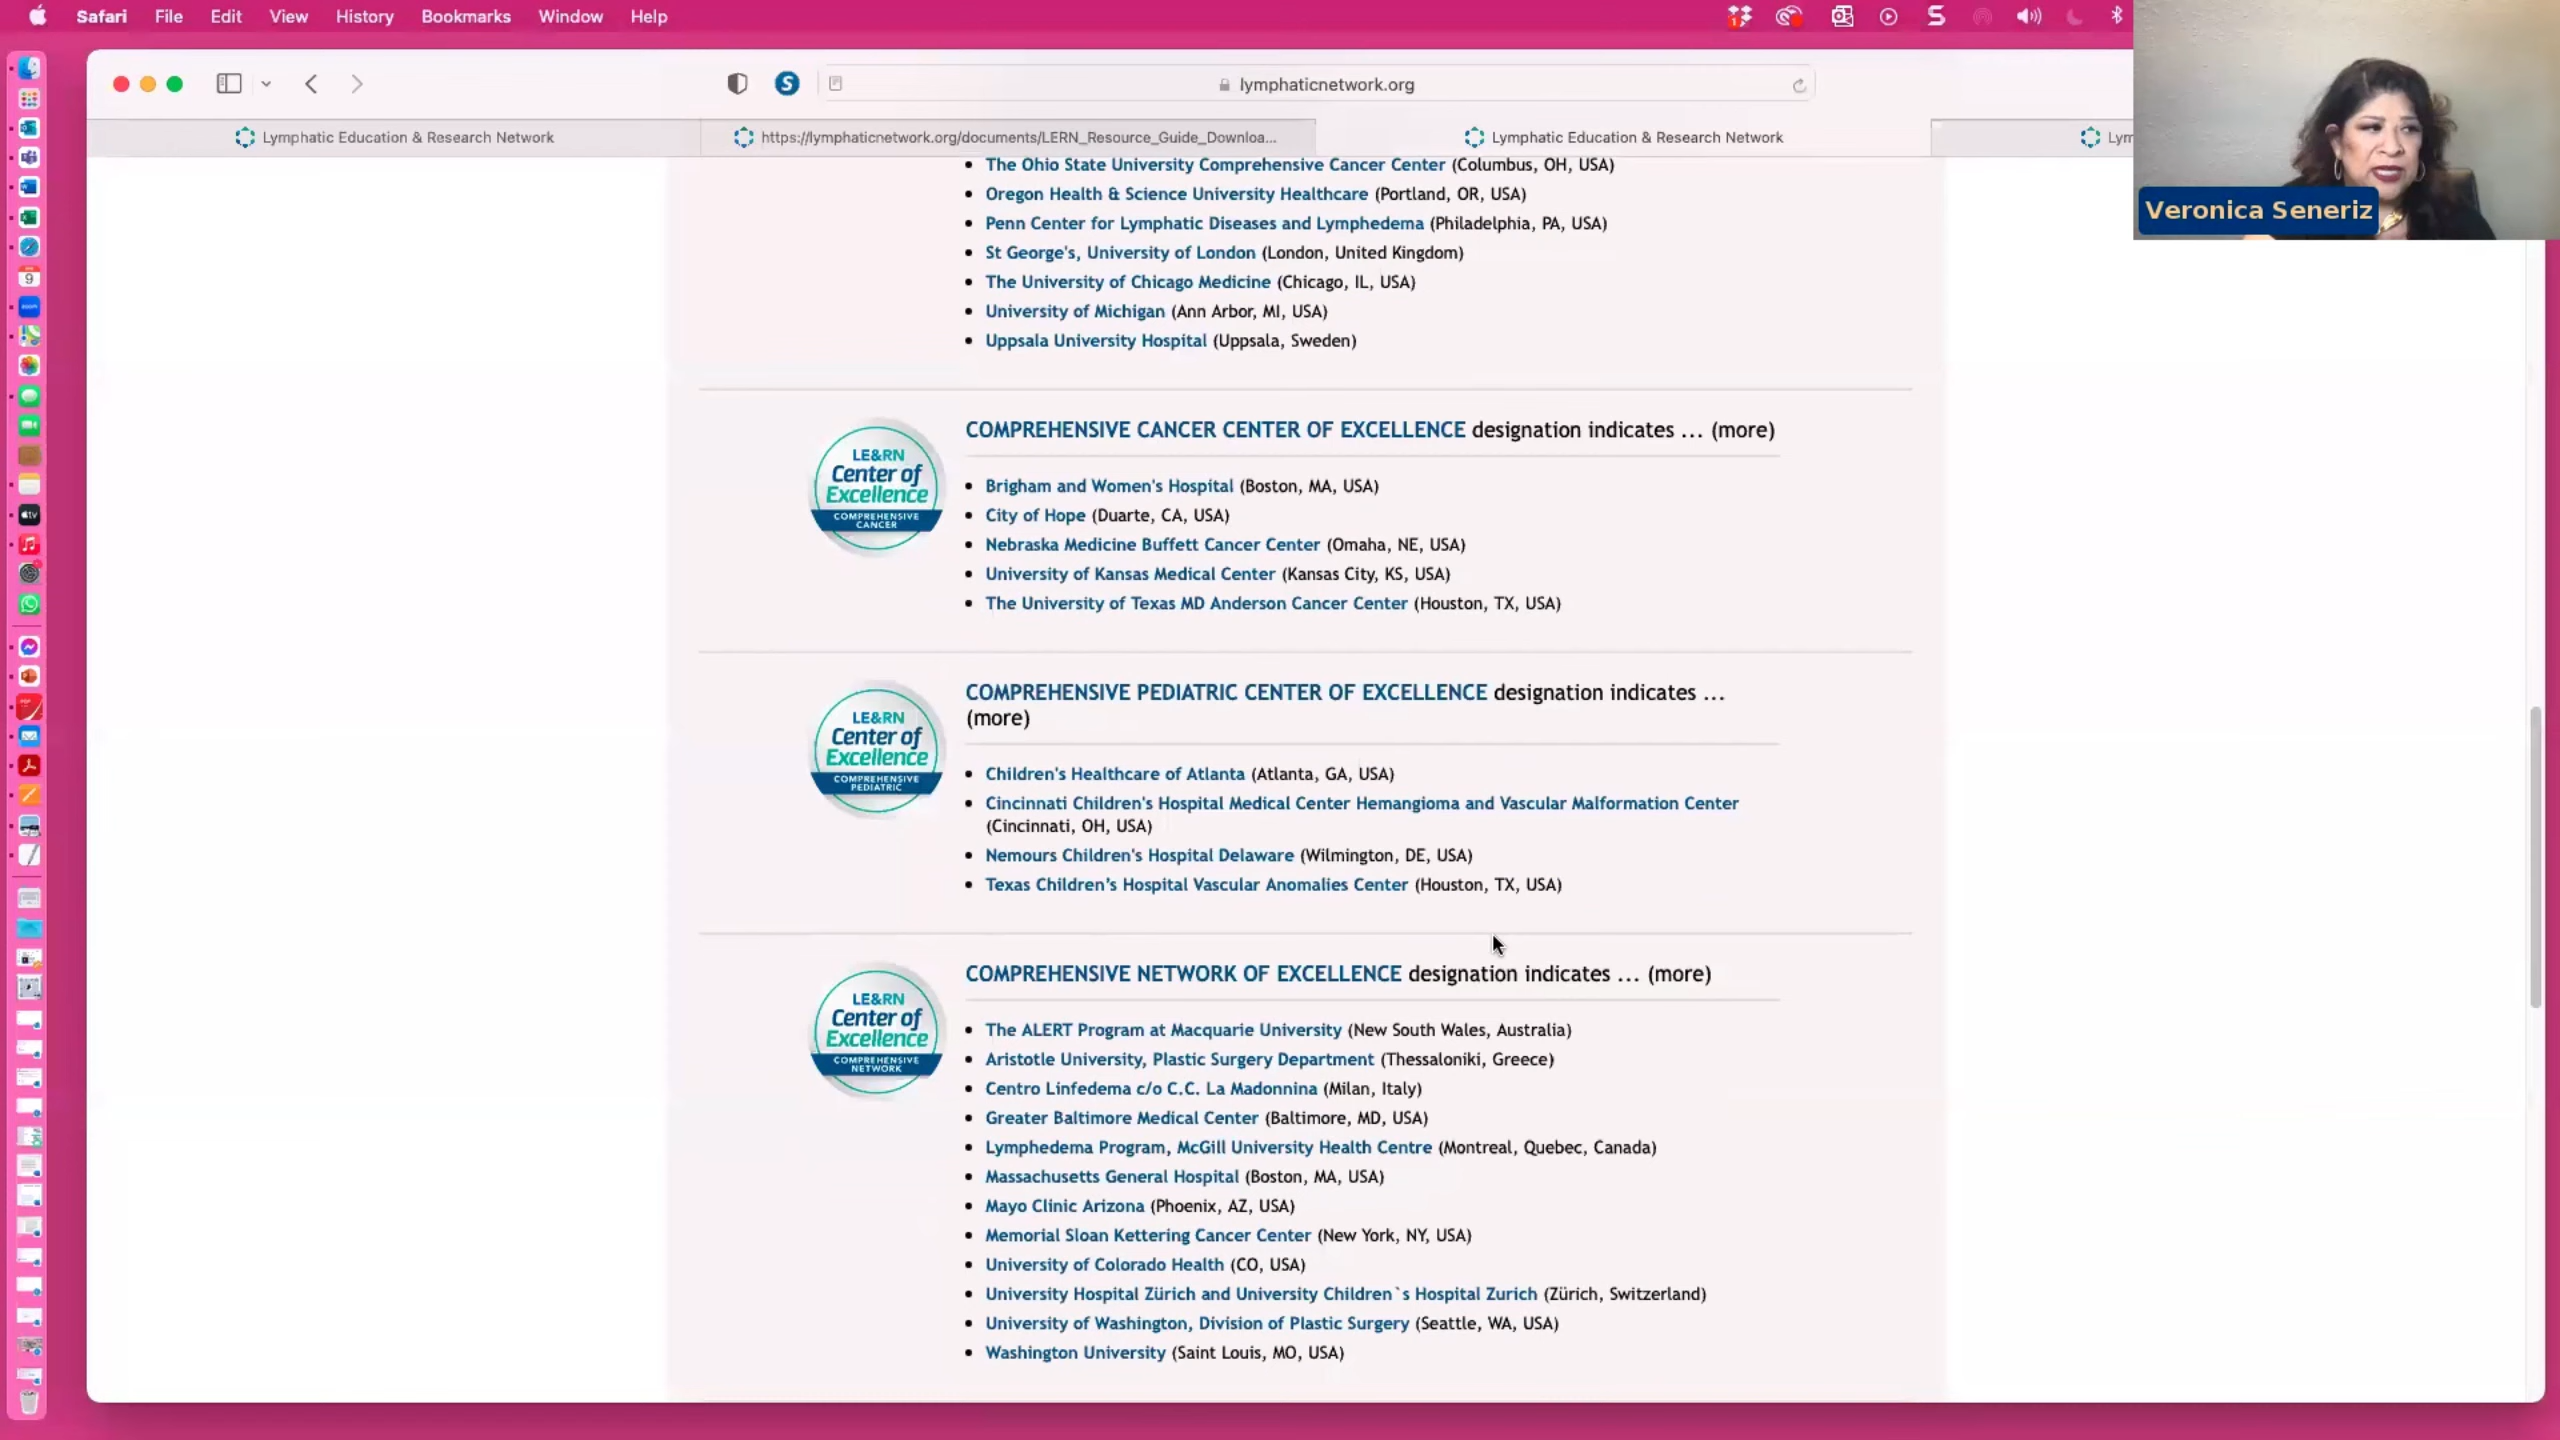 Safari File Edit View History Bookmarks Window Help
lymphaticnetwork.org
Lymphatic Education & Research Network
https://lymphaticnetwork.org/documents/LERN_Resource_Guide_Downloa...
Lymphatic Education & Research Network
Lym
Veronica Seneriz
• The Ohio State University Comprehensive Cancer Center (Columbus, OH, USA)
• Oregon Health & Science University Healthcare (Portland, OR, USA)
• Penn Center for Lymphatic Diseases and Lymphedema (Philadelphia, PA, USA)
• St George's, University of London (London, United Kingdom)
• The University of Chicago Medicine (Chicago, IL, USA)
• University of Michigan (Ann Arbor, MI, USA)
• Uppsala University Hospital (Uppsala, Sweden)
LE&RN
Center of
Excellence
COMPREHENSIVE
CANCER
COMPREHENSIVE CANCER CENTER OF EXCELLENCE designation indicates ... (more)
• Brigham and Women's Hospital (Boston, MA, USA)
• City of Hope (Duarte, CA, USA)
• Nebraska Medicine Buffett Cancer Center (Omaha, NE, USA)
• University of Kansas Medical Center (Kansas City, KS, USA)
• The University of Texas MD Anderson Cancer Center (Houston, TX, USA)
LE&RN
Center of
Excellence
COMPREHENSIVE
PEDIATRIC
COMPREHENSIVE PEDIATRIC CENTER OF EXCELLENCE designation indicates ...
(more)
• Children's Healthcare of Atlanta (Atlanta, GA, USA)
• Cincinnati Children's Hospital Medical Center Hemangioma and Vascular Malformation Center
(Cincinnati, OH, USA)
• Nemours Children's Hospital Delaware (Wilmington, DE, USA)
• Texas Children’s Hospital Vascular Anomalies Center (Houston, TX, USA)
LE&RN
Center of
Excellence
COMPREHENSIVE
NETWORK
COMPREHENSIVE NETWORK OF EXCELLENCE designation indicates ... (more)
• The ALERT Program at Macquarie University (New South Wales, Australia)
• Aristotle University, Plastic Surgery Department (Thessaloniki, Greece)
• Centro Linfedema c/o C.C. La Madonnina (Milan, Italy)
• Greater Baltimore Medical Center (Baltimore, MD, USA)
• Lymphedema Program, McGill University Health Centre (Montreal, Quebec, Canada)
• Massachusetts General Hospital (Boston, MA, USA)
• Mayo Clinic Arizona (Phoenix, AZ, USA)
• Memorial Sloan Kettering Cancer Center (New York, NY, USA)
• University of Colorado Health (CO, USA)
• University Hospital Zürich and University Children`s Hospital Zurich (Zürich, Switzerland)
• University of Washington, Division of Plastic Surgery (Seattle, WA, USA)
• Washington University (Saint Louis, MO, USA)